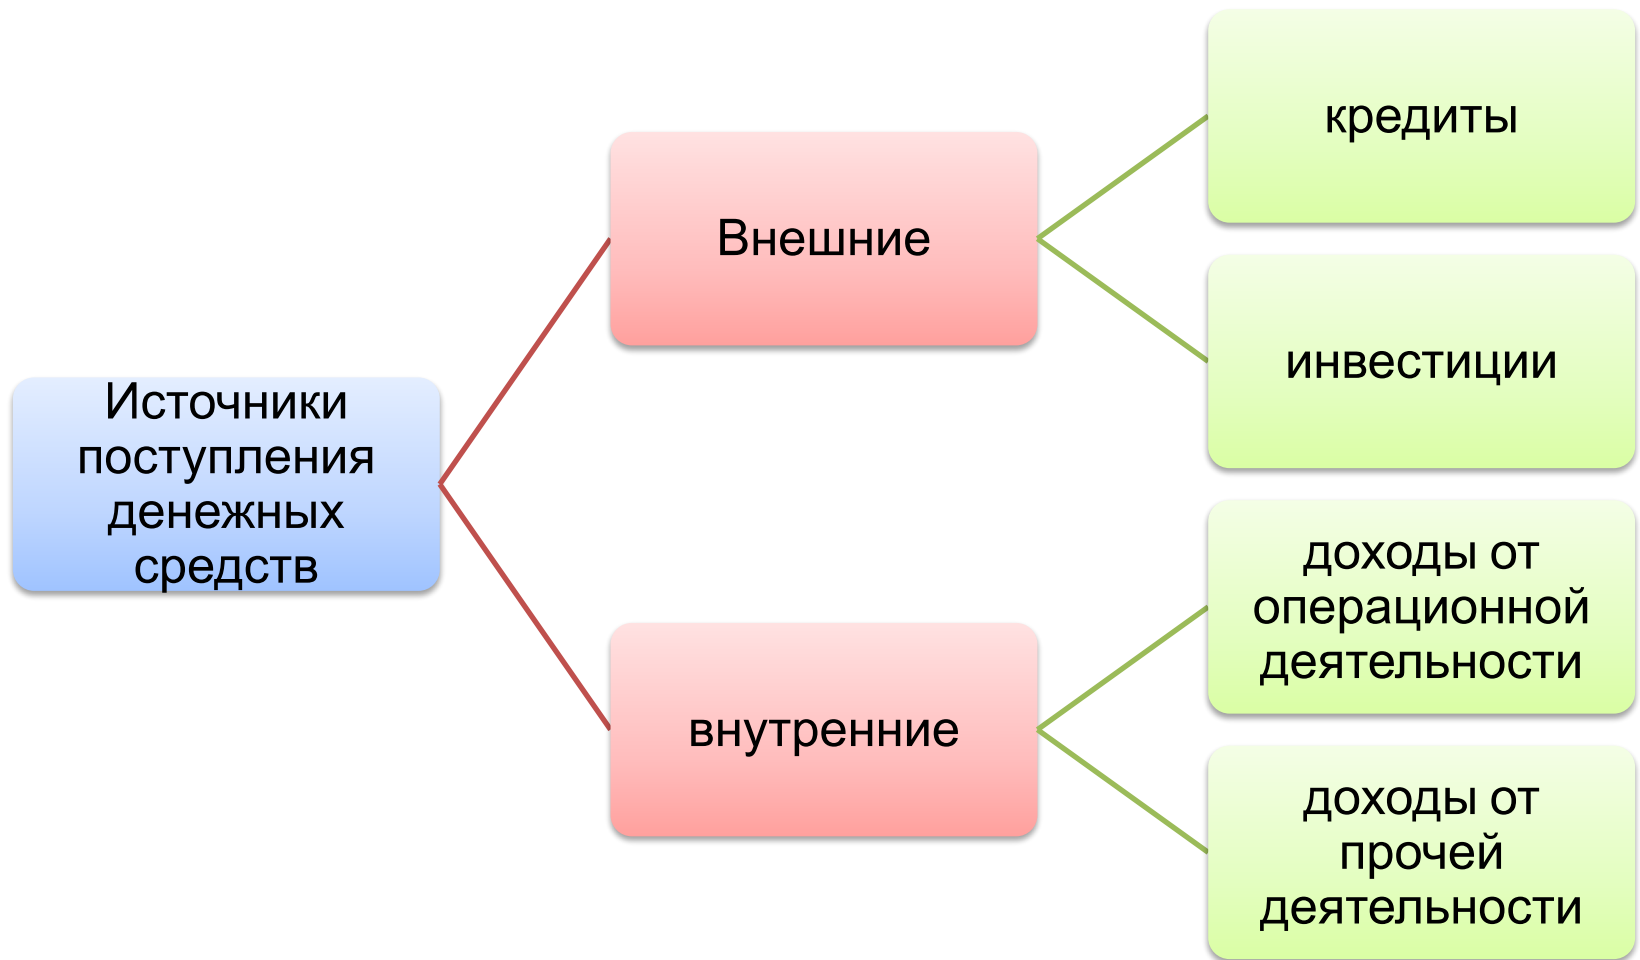 Источники
поступления
денежных
средств
Внешние
кредиты
инвестиции
внутренние
доходы от
операционной
деятельности
доходы от
прочей
деятельности